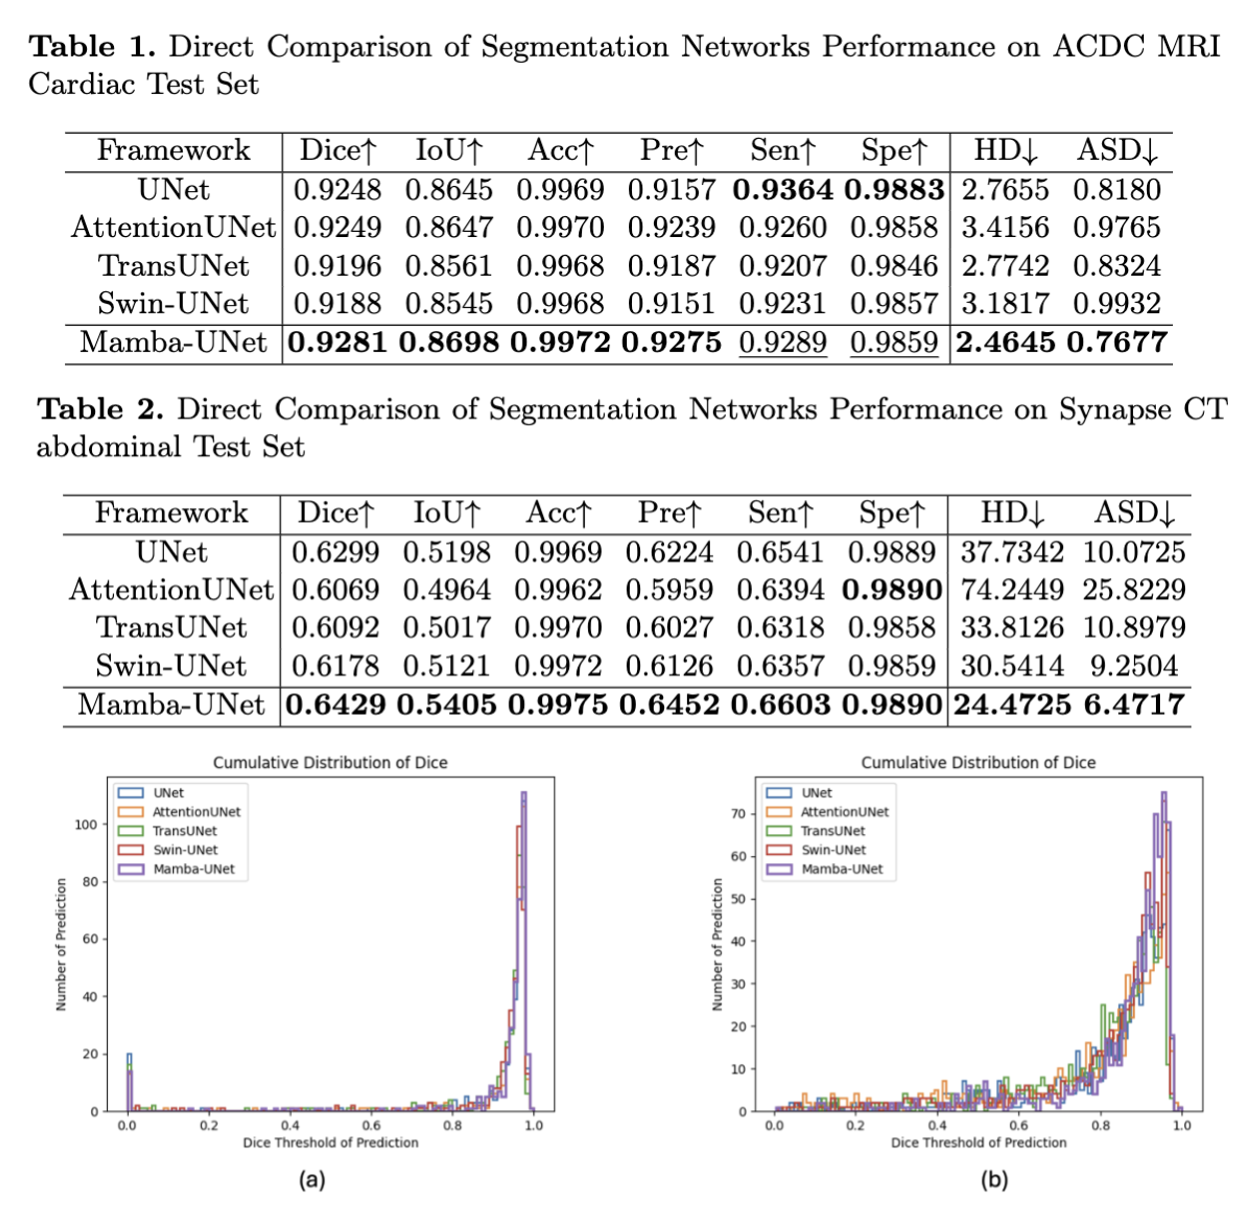 Table 1. Direct Comparison of Segmentation Networks Performance on ACDC MRI
Cardiac Test Set
Framework Dice↑ IoU↑ Acc↑ Pre↑ Sen↑ Spe↑ HD↓ ASD↓
UNet 0.9248 0.8645 0.9969 0.9157 0.9364 0.9883 2.7655 0.8180
AttentionUNet 0.9249 0.8647 0.9970 0.9239 0.9260 0.9858 3.4156 0.9765
TransUNet 0.9196 0.8561 0.9968 0.9187 0.9207 0.9846 2.7742 0.8324
Swin-UNet 0.9188 0.8545 0.9968 0.9151 0.9231 0.9857 3.1817 0.9932
Mamba-UNet 0.9281 0.8698 0.9972 0.9275 0.9289 0.9859 2.4645 0.7677
Table 2. Direct Comparison of Segmentation Networks Performance on Synapse CT
abdominal Test Set
Framework Dice↑ IoU↑ Acc↑ Pre↑ Sen↑ Spe↑ HD↓ ASD↓
UNet 0.6299 0.5198 0.9969 0.6224 0.6541 0.9889 37.7342 10.0725
AttentionUNet 0.6069 0.4964 0.9962 0.5959 0.6394 0.9890 74.2449 25.8229
TransUNet 0.6092 0.5017 0.9970 0.6027 0.6318 0.9858 33.8126 10.8979
Swin-UNet 0.6178 0.5121 0.9972 0.6126 0.6357 0.9859 30.5414 9.2504
Mamba-UNet 0.6429 0.5405 0.9975 0.6452 0.6603 0.9890 24.4725 6.4717
Cumulative Distribution of Dice
UNet
AttentionUNet
TransUNet
Swin-UNet
Mamba-UNet
Number of Prediction
100
80
60
40
20
0
0.0 0.2 0.4 0.6 0.8 1.0
Dice Threshold of Prediction
(a)
Cumulative Distribution of Dice
UNet
AttentionUNet
TransUNet
Swin-UNet
Mamba-UNet
Number of Prediction
70
60
50
40
30
20
10
0
0.0 0.2 0.4 0.6 0.8 1.0
Dice Threshold of Prediction
(b)